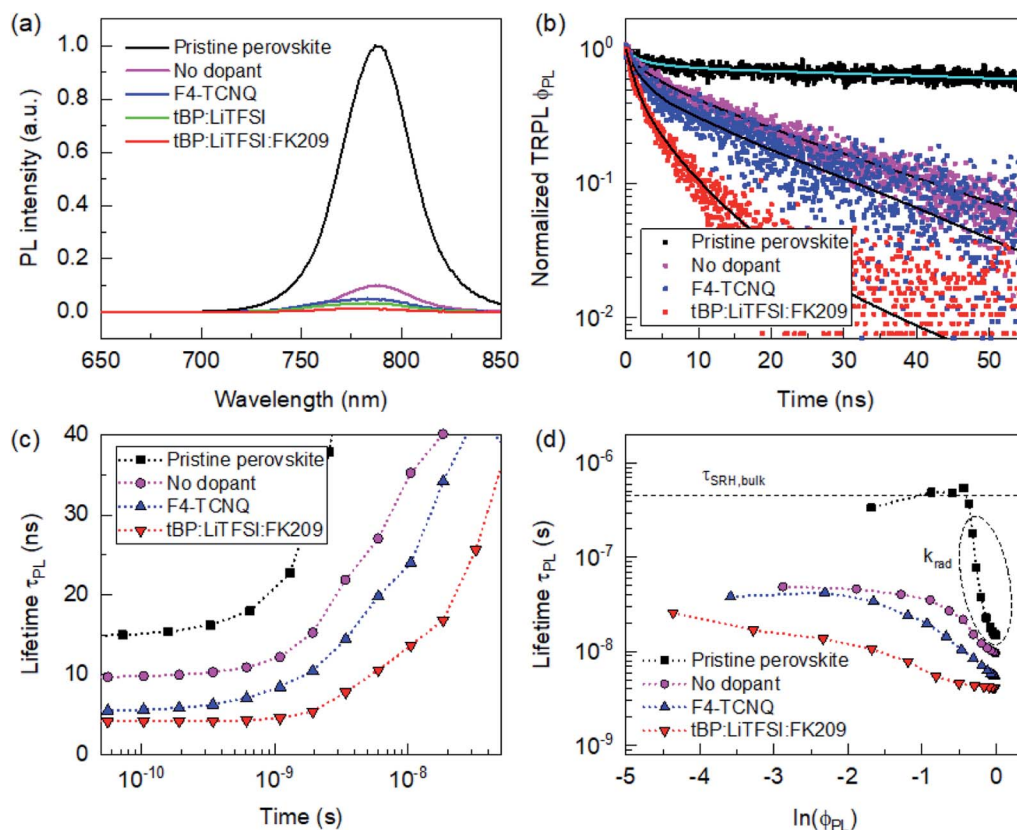 (a)
PL intensity (a.u.)
1.0
0.8
0.6
0.4
0.2
0.0
Pristine perovskite
No dopant
F4-TCNQ
tBP:LiTFSI
tBP:LiTFSI:FK209
650 700 750 800 850
Wavelength (nm)
(b)
Normalized TRPL ϕPL
10^0
10^-1
10^-2
Pristine perovskite
No dopant
F4-TCNQ
tBP:LiTFSI:FK209
0 10 20 30 40 50
Time (ns)
(c)
Lifetime τPL (ns)
40
30
20
10
0
Pristine perovskite
No dopant
F4-TCNQ
tBP:LiTFSI:FK209
10^-10 10^-9 10^-8
Time (s)
(d)
Lifetime τPL (s)
10^-6
10^-7
10^-8
10^-9
τSRH,bulk
krad
Pristine perovskite
No dopant
F4-TCNQ
tBP:LiTFSI:FK209
-5 -4 -3 -2 -1 0
ln(ϕPL)